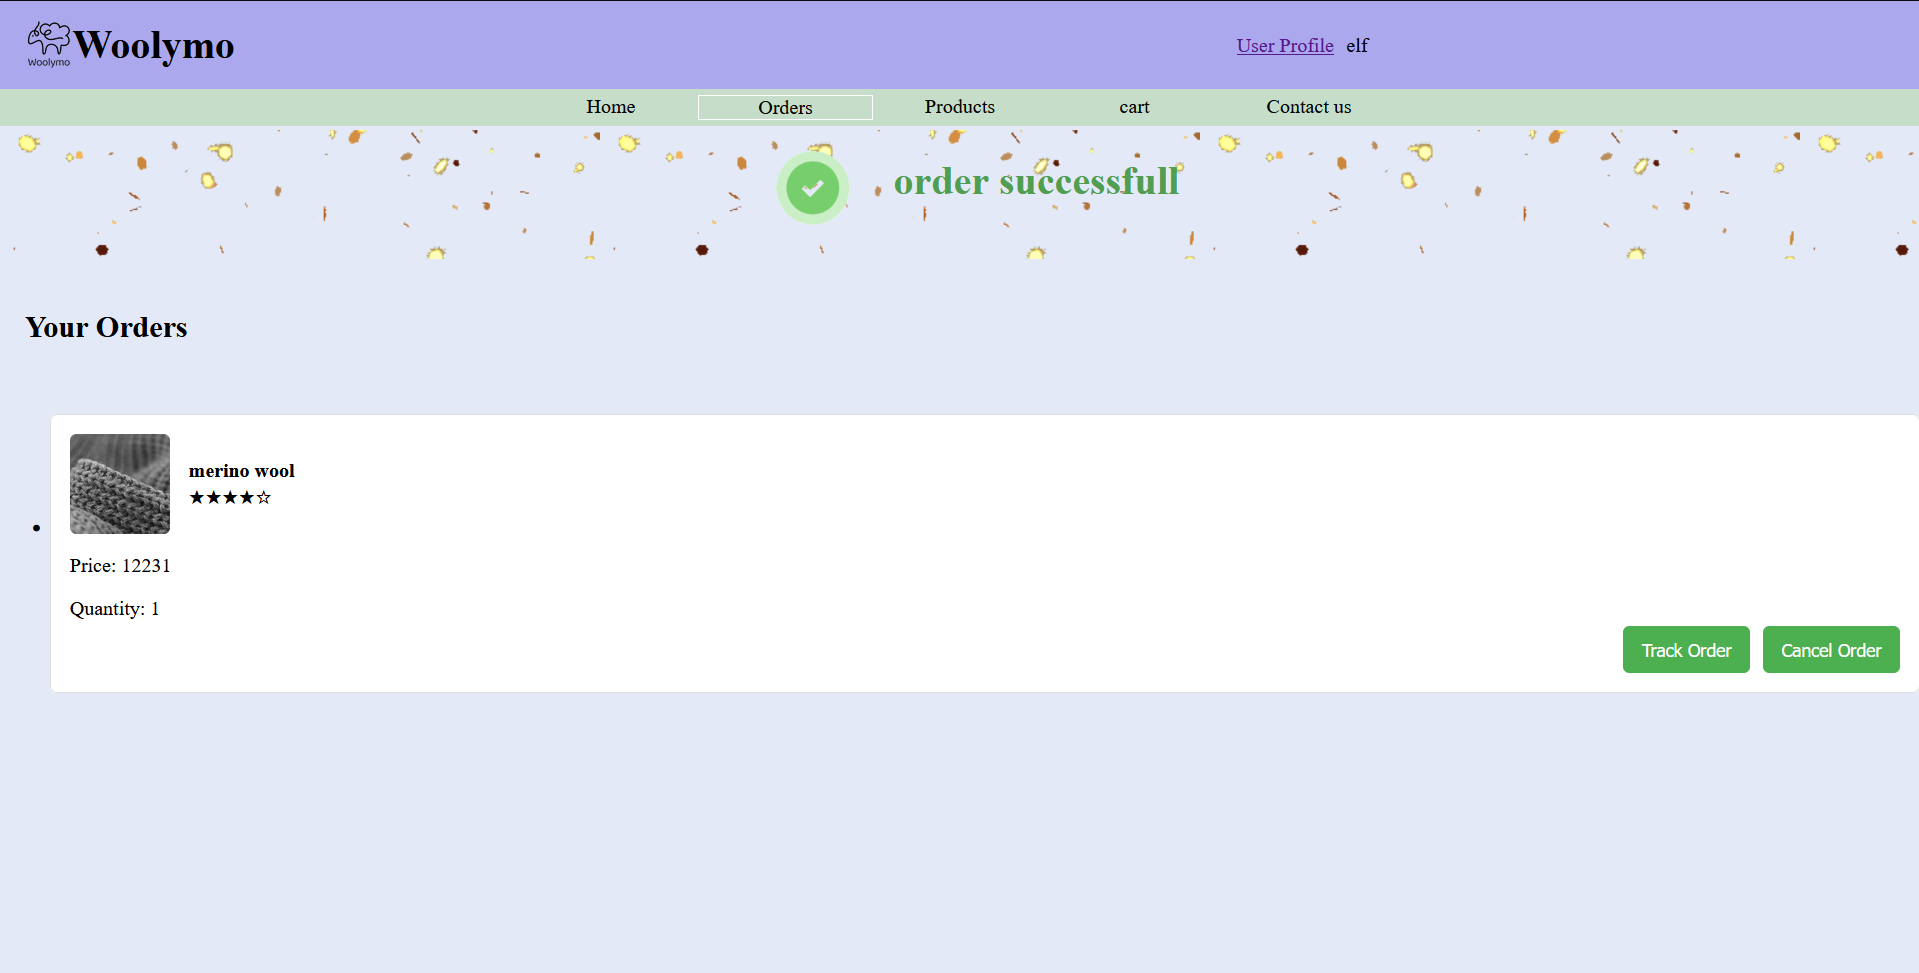 Woolymo
Woolymo
User Profile elf
Home Orders Products cart Contact us
order successfull
Your Orders
merino wool
★★★★☆
Price: 12231
Quantity: 1
Track Order Cancel Order